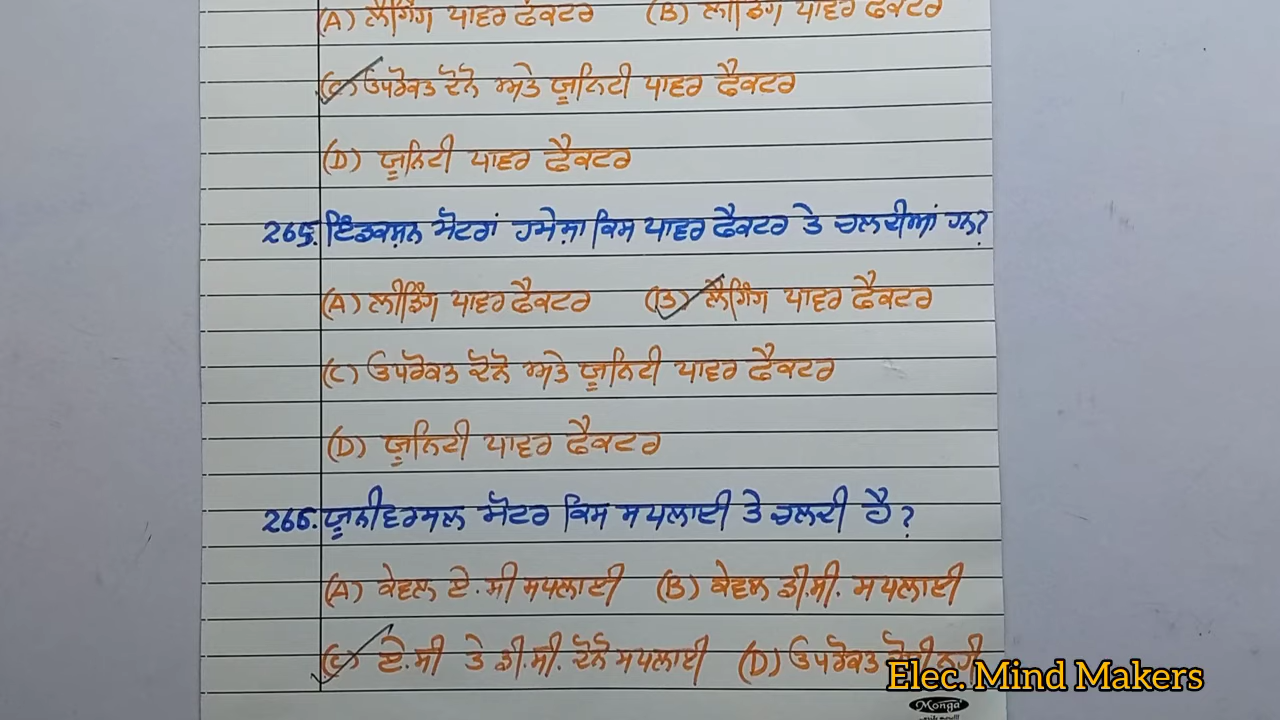 (A) ਲੈਗਿੰਗ ਪਾਵਰ ਫੈਕਟਰ (B) ਲੀਡਿੰਗ ਪਾਵਰ ਫੈਕਟਰ
(C) ਉਪਰੋਕਤ ਦੋਨੋ ਅਤੇ ਯੂਨਿਟੀ ਪਾਵਰ ਫੈਕਟਰ
(D) ਯੂਨਿਟੀ ਪਾਵਰ ਫੈਕਟਰ
265. ਇੰਡਕਸ਼ਨ ਮੋਟਰਾਂ ਹਮੇਸ਼ਾ ਕਿਸ ਪਾਵਰ ਫੈਕਟਰ ਤੇ ਚਲਦੀਆਂ ਹਨ?
(A) ਲੀਡਿੰਗ ਪਾਵਰ ਫੈਕਟਰ (B) ਲੈਗਿੰਗ ਪਾਵਰ ਫੈਕਟਰ
(C) ਉਪਰੋਕਤ ਦੋਨੋ ਅਤੇ ਯੂਨਿਟੀ ਪਾਵਰ ਫੈਕਟਰ
(D) ਯੂਨਿਟੀ ਪਾਵਰ ਫੈਕਟਰ
266. ਯੂਨੀਵਰਸਲ ਮੋਟਰ ਕਿਸ ਸਪਲਾਈ ਤੇ ਚਲਦੀ ਹੈ?
(A) ਕੇਵਲ ਏ.ਸੀ ਸਪਲਾਈ (B) ਕੇਵਲ ਡੀ.ਸੀ. ਸਪਲਾਈ
(C) ਏ.ਸੀ ਤੇ ਡੀ.ਸੀ. ਦੋਨੋ ਸਪਲਾਈ (D) ਉਪਰੋਕਤ
Elec. Mind Makers
Monga